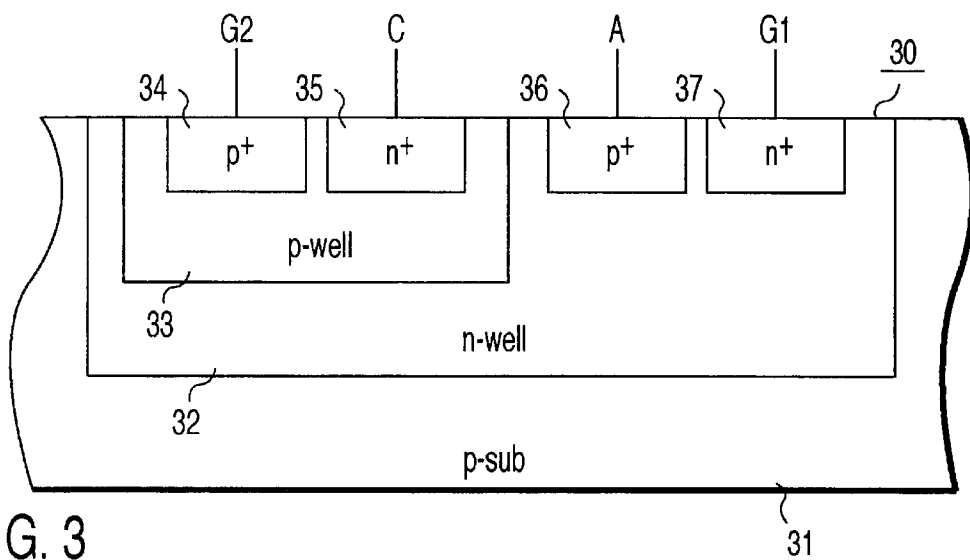 G2 C A G1
34 35 36 37 30
p+ n+ p+ n+
p-well
33
n-well
32
p-sub
31
G. 3